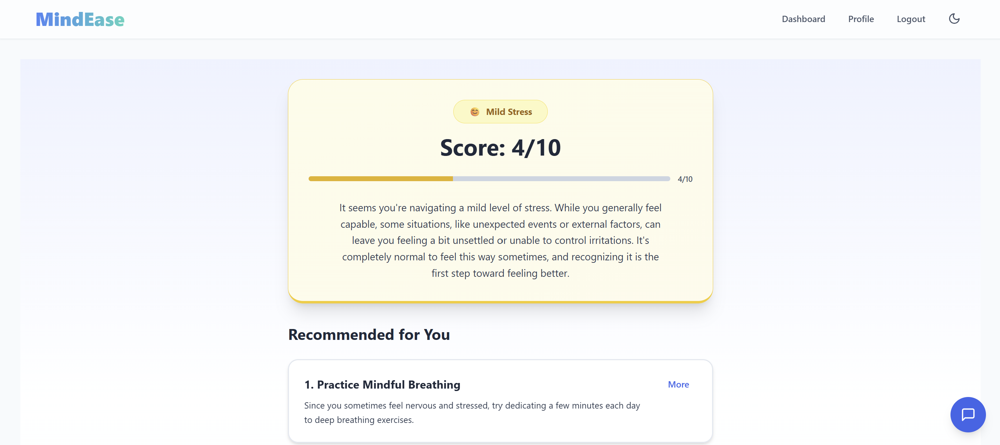 MindEase
Dashboard
Profile
Logout
Mild Stress
Score: 4/10
4/10
It seems you're navigating a mild level of stress. While you generally feel
capable, some situations, like unexpected events or external factors, can
leave you feeling a bit unsettled or unable to control irritations. It's
completely normal to feel this way sometimes, and recognizing it is the
first step toward feeling better.
Recommended for You
1. Practice Mindful Breathing
More
Since you sometimes feel nervous and stressed, try dedicating a few minutes each day
to deep breathing exercises.